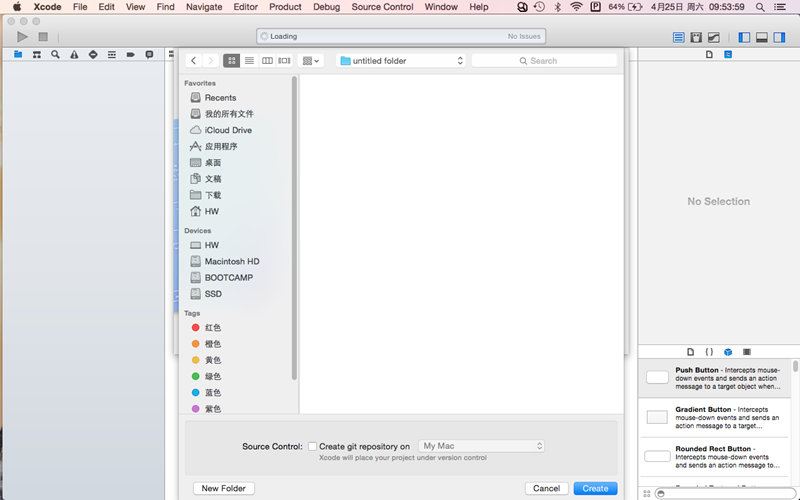 Xcode File Edit View Find Navigate Editor Product Debug Source Control Window Help P 64% 4月25日 周六 09:53:59
Loading No Issues
untitled folder Search
Favorites
Recents
我的所有文件
iCloud Drive
应用程序
桌面
文稿
下载
HW
Devices
HW
Macintosh HD
BOOTCAMP
SSD
Tags
红色
橙色
黄色
绿色
蓝色
紫色
No Selection
Push Button - Intercepts mouse-
down events and sends an action
message to a target object when...
Gradient Button - Intercepts
mouse-down events and sends an
action message to a target...
Rounded Rect Button -
Intercepts mouse-down events and
sends an action message to a...
Source Control: Create git repository on My Mac
Xcode will place your project under version control
New Folder Cancel Create